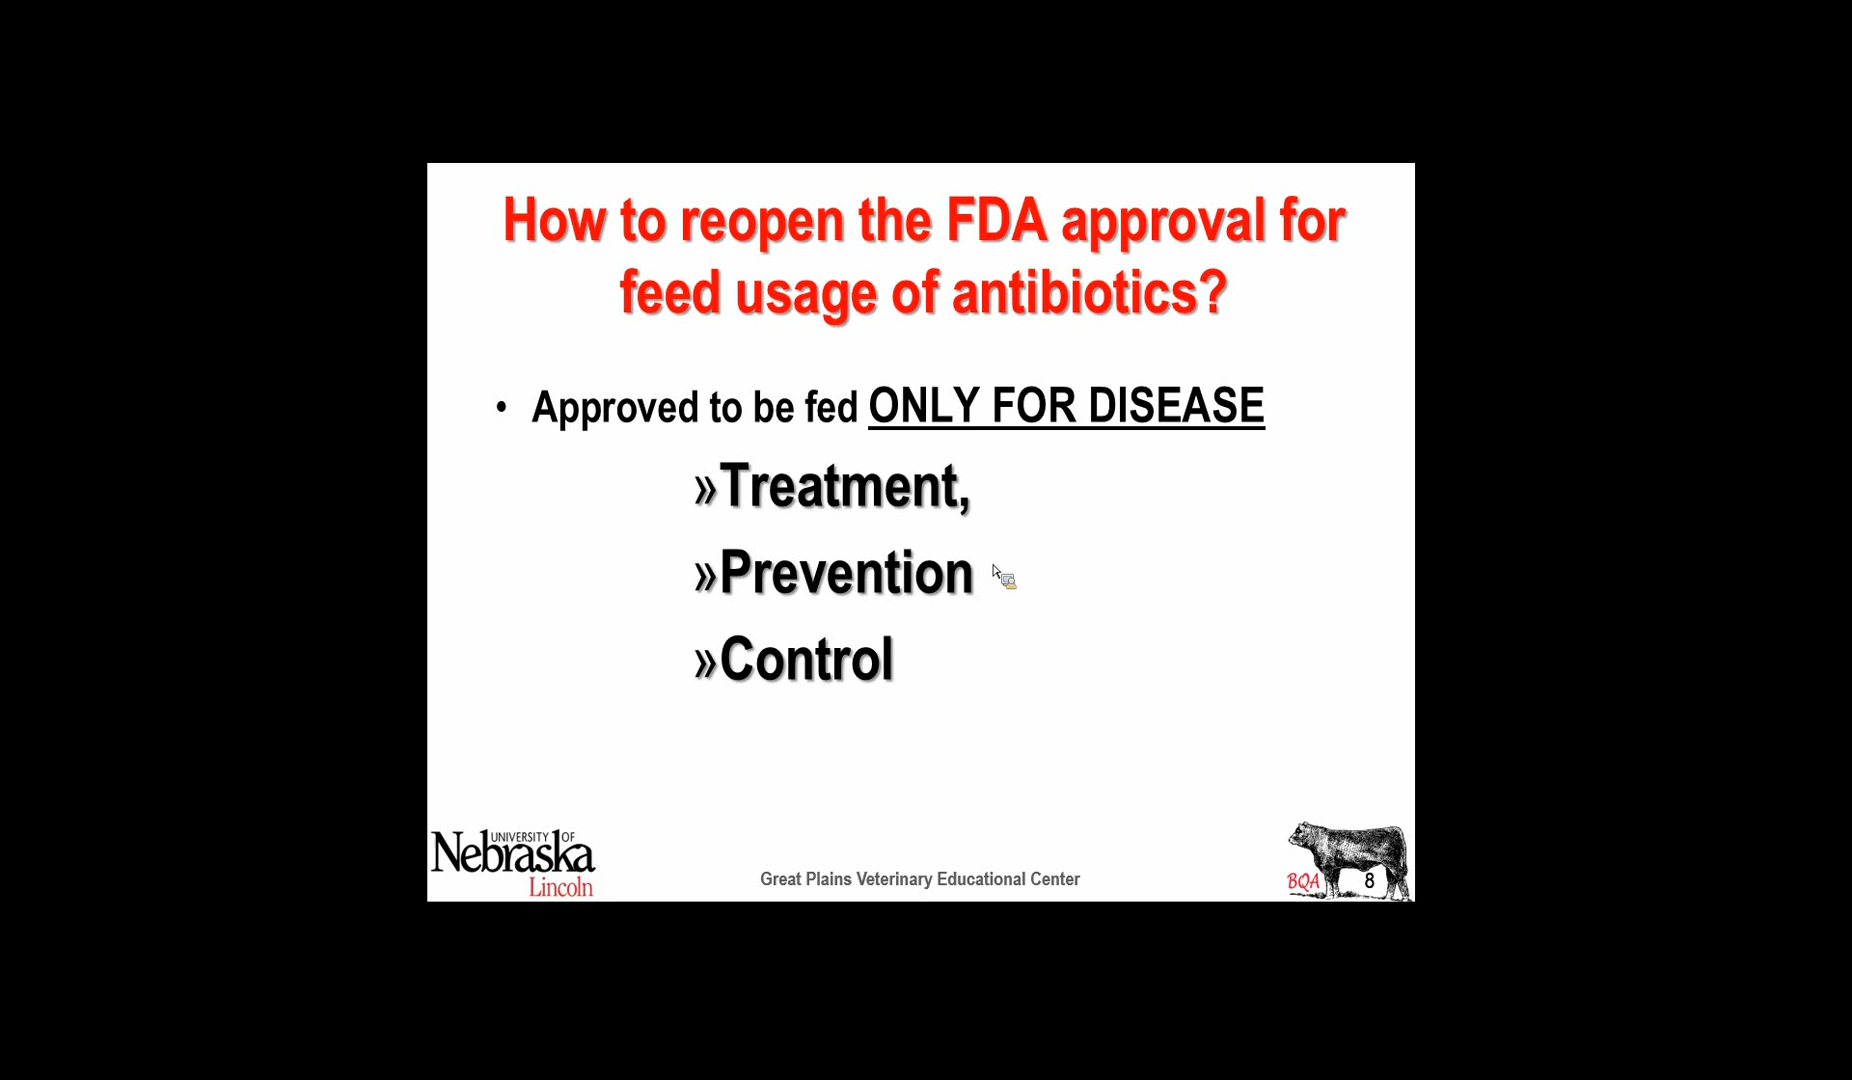 How to reopen the FDA approval for
feed usage of antibiotics?
• Approved to be fed ONLY FOR DISEASE
»Treatment,
»Prevention
»Control
UNIVERSITY OF
Nebraska
Lincoln
Great Plains Veterinary Educational Center
BQA 8